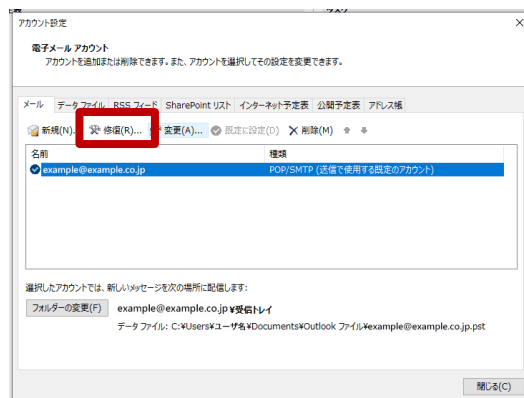 アカウント設定
電子メール アカウント
アカウントを追加または削除できます。また、アカウントを選択してその設定を変更できます。
メール データ ファイル RSS フィード SharePoint リスト インターネット予定表 公開予定表 アドレス帳
新規(N)... 修復(R)... 変更(A)... 既定に設定(D) 削除(M)
名前 種類
example@example.co.jp POP/SMTP (送信で使用する既定のアカウント)
選択したアカウントでは、新しいメッセージを次の場所に配信します:
フォルダーの変更(F) example@example.co.jp ¥受信トレイ
データ ファイル: C:¥Users¥ユーザ名¥Documents¥Outlook ファイル¥example@example.co.jp.pst
閉じる(C)